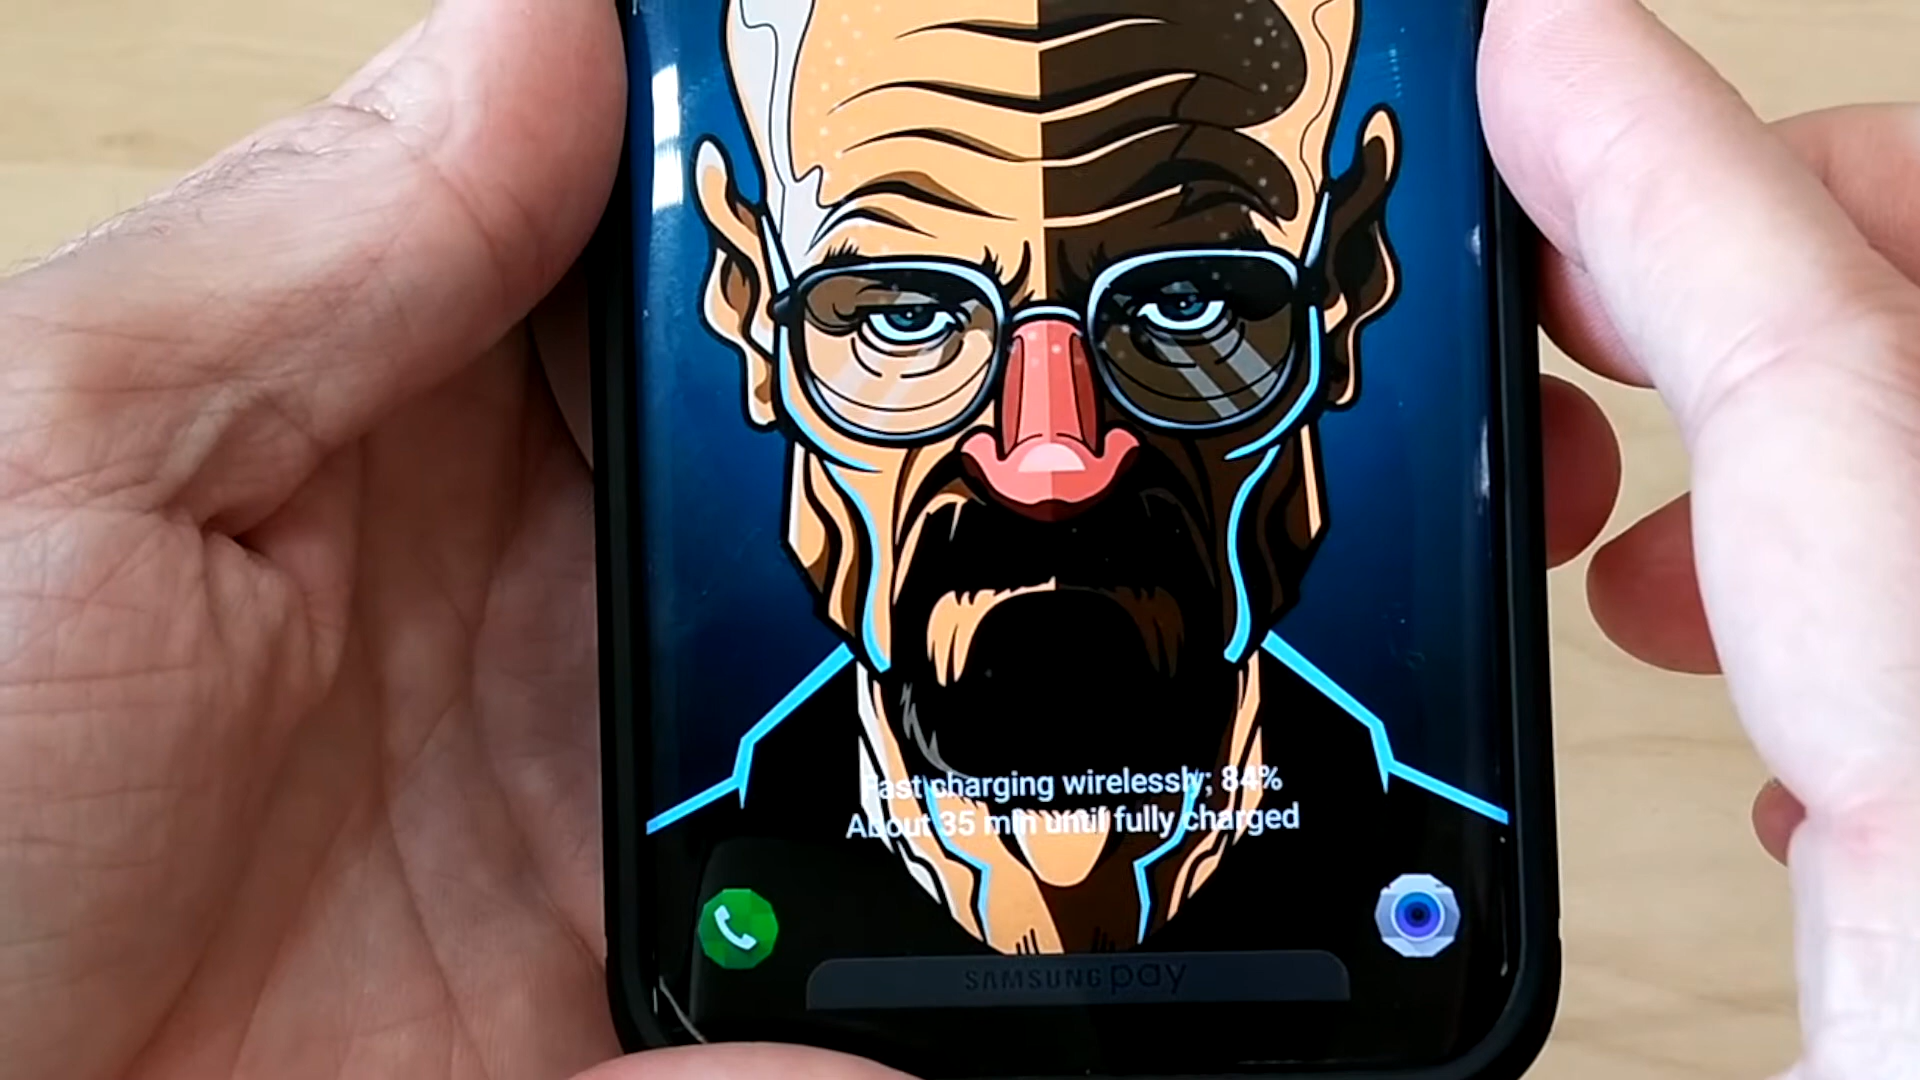 Fast charging wirelessly; 84%
About 35 min until fully charged
SAMSUNG pay